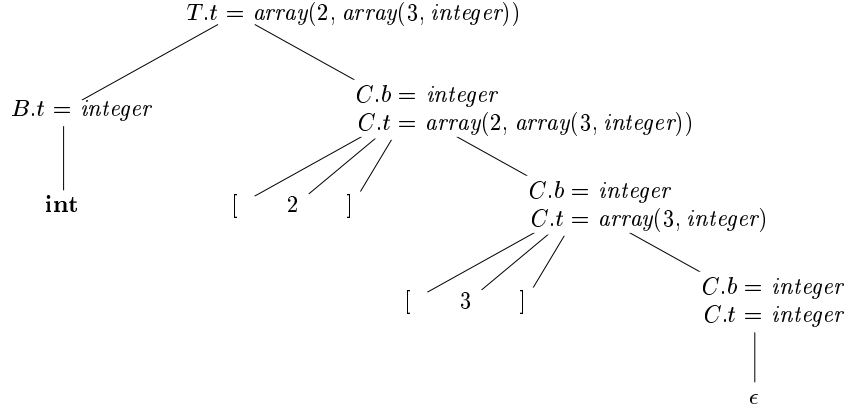 T.t = array(2, array(3, integer))
B.t = integer
C.b = integer
C.t = array(2, array(3, integer))
int
[ 2 ]
C.b = integer
C.t = array(3, integer)
[ 3 ]
C.b = integer
C.t = integer
ϵ